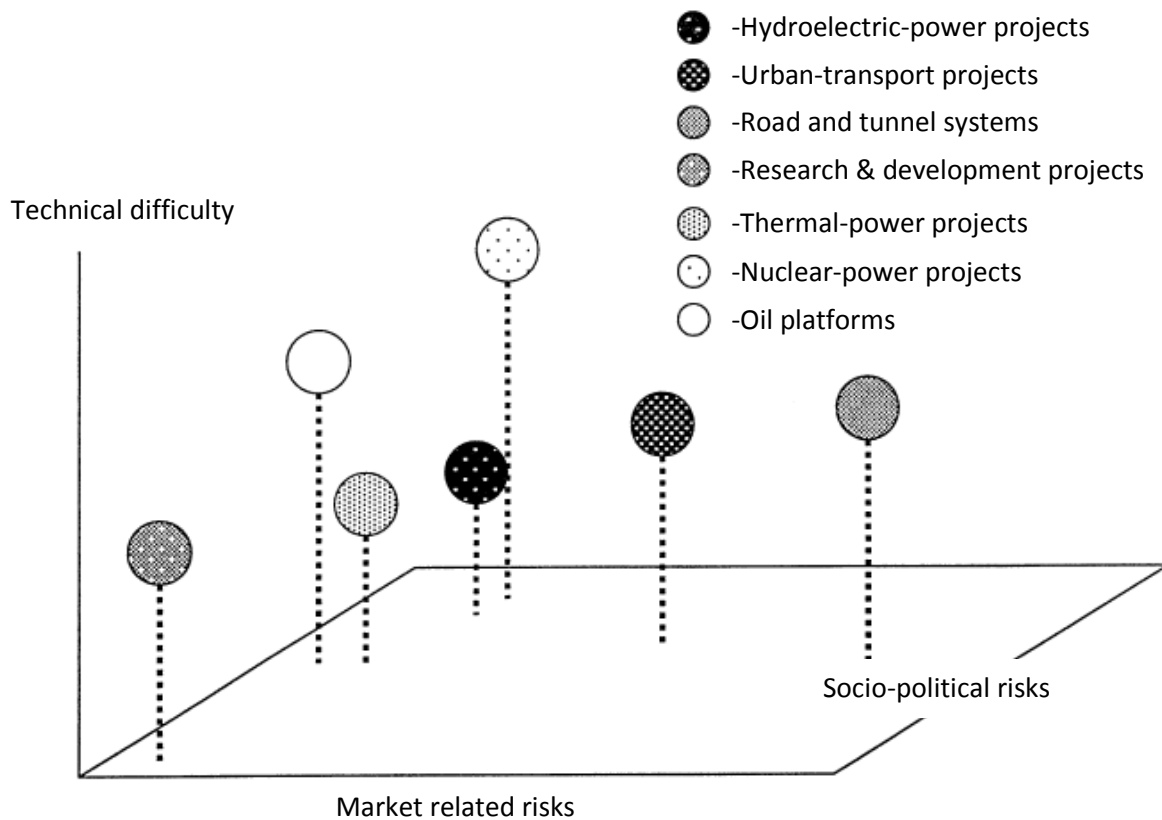 -Hydroelectric-power projects
-Urban-transport projects
-Road and tunnel systems
-Research & development projects
-Thermal-power projects
-Nuclear-power projects
-Oil platforms
Technical difficulty
Socio-political risks
Market related risks